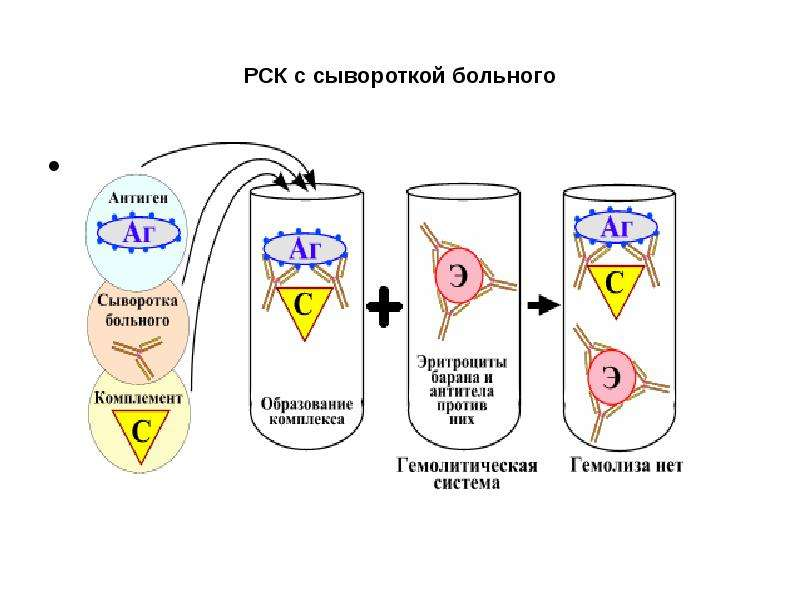 РСК с сывороткой больного
Антиген
Аг
Сыворотка
больного
Комплемент
С
Аг
С
Образование
комплекса
Э
Эритроциты
барана и
антитела
против
них
Гемолитическая
система
Аг
С
Э
Гемолиза нет